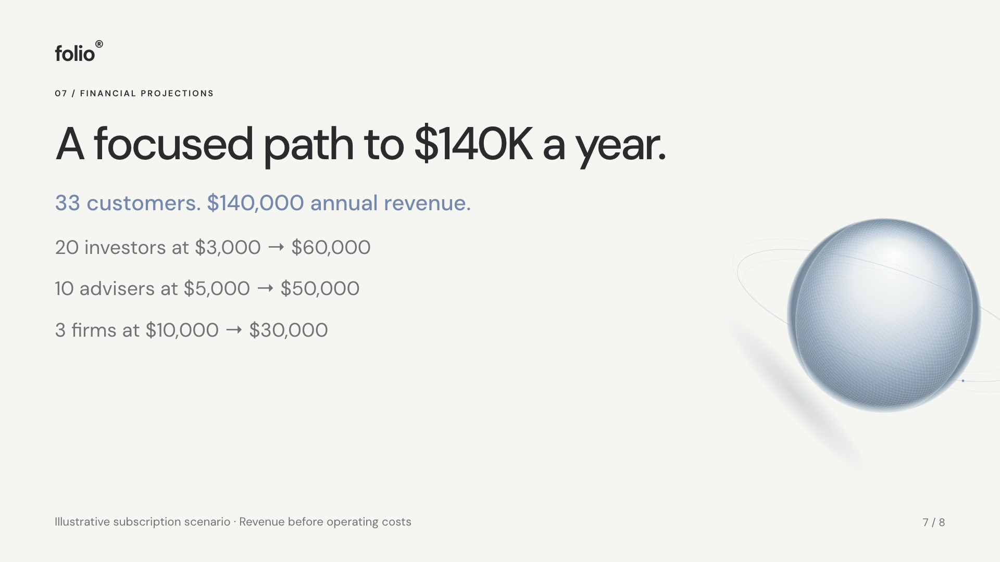 folio®
07 / FINANCIAL PROJECTIONS
A focused path to $140K a year.
33 customers. $140,000 annual revenue.
20 investors at $3,000 → $60,000
10 advisers at $5,000 → $50,000
3 firms at $10,000 → $30,000
Illustrative subscription scenario · Revenue before operating costs
7 / 8